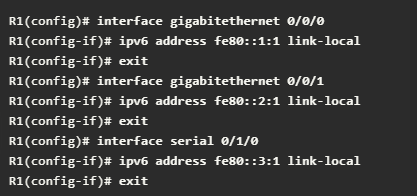 R1(config)# interface gigabitethernet 0/0/0
R1(config-if)# ipv6 address fe80::1:1 link-local
R1(config-if)# exit
R1(config)# interface gigabitethernet 0/0/1
R1(config-if)# ipv6 address fe80::2:1 link-local
R1(config-if)# exit
R1(config)# interface serial 0/1/0
R1(config-if)# ipv6 address fe80::3:1 link-local
R1(config-if)# exit